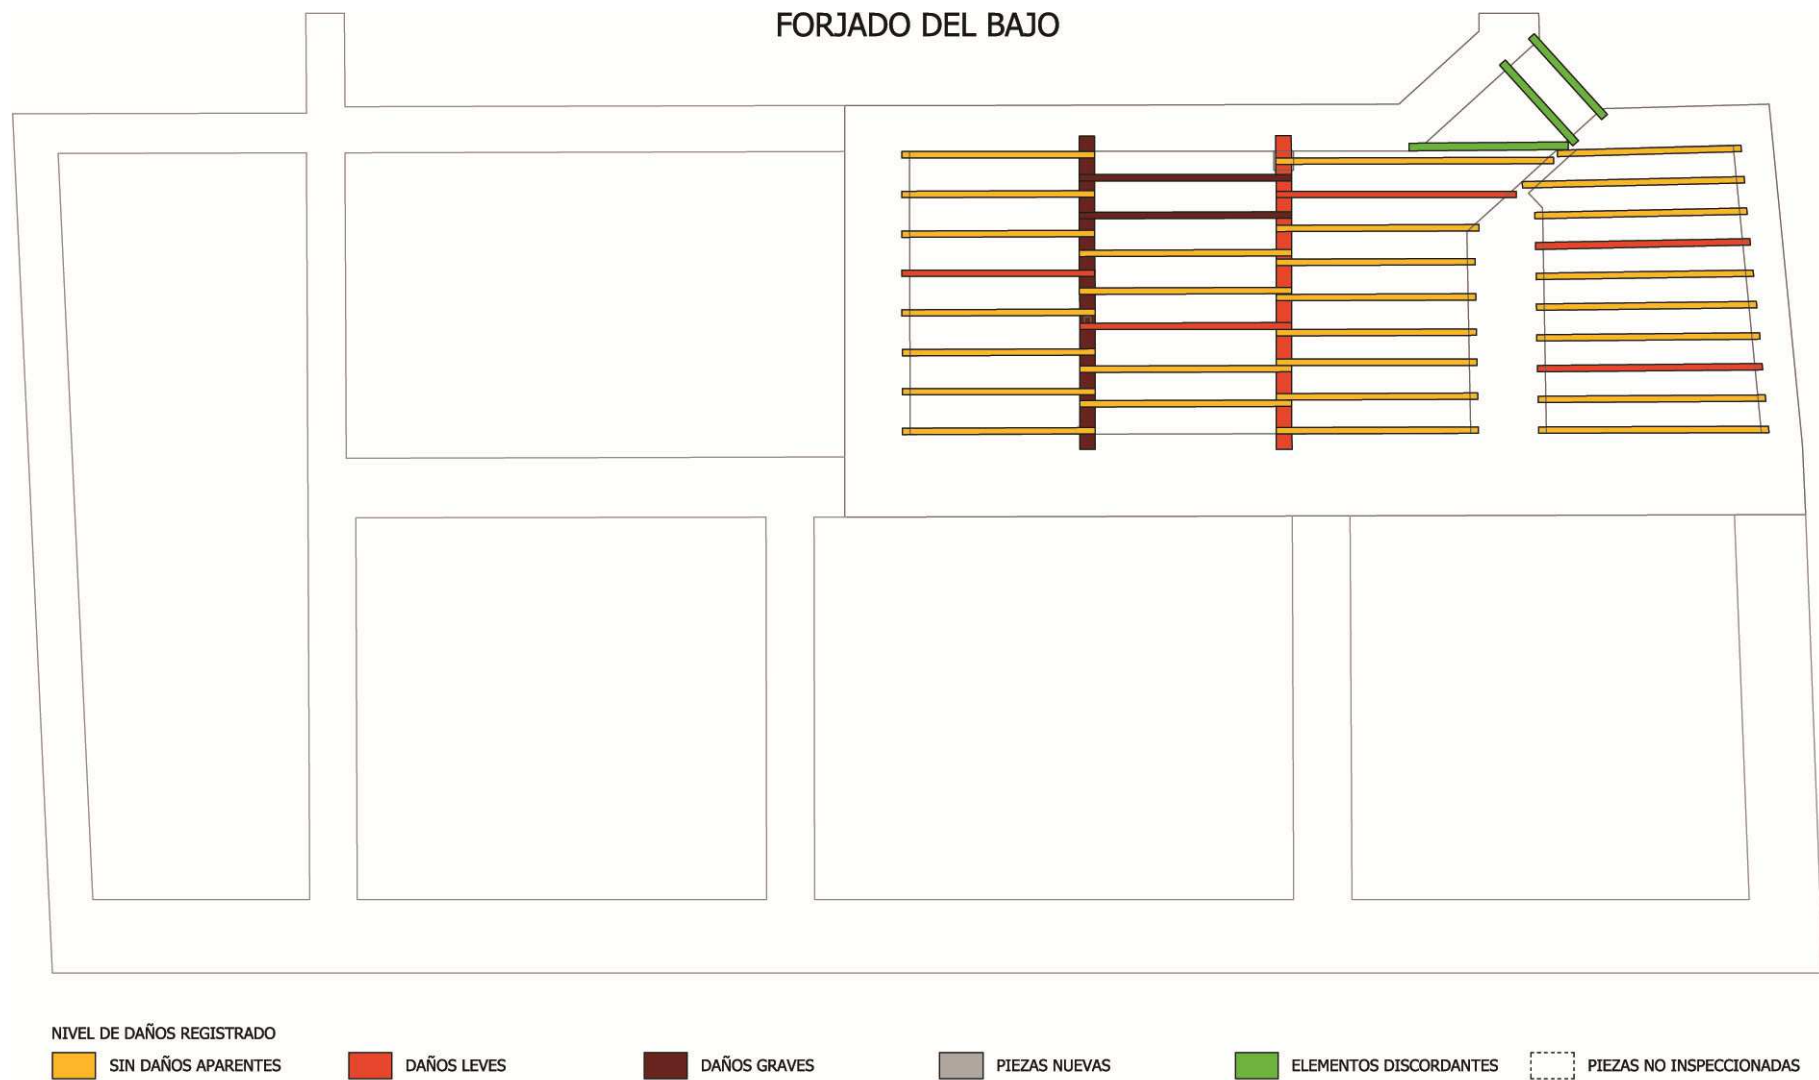 FORJADO DEL BAJO
NIVEL DE DAÑOS REGISTRADO
SIN DAÑOS APARENTES
DAÑOS LEVES
DAÑOS GRAVES
PIEZAS NUEVAS
ELEMENTOS DISCORDANTES
PIEZAS NO INSPECCIONADAS